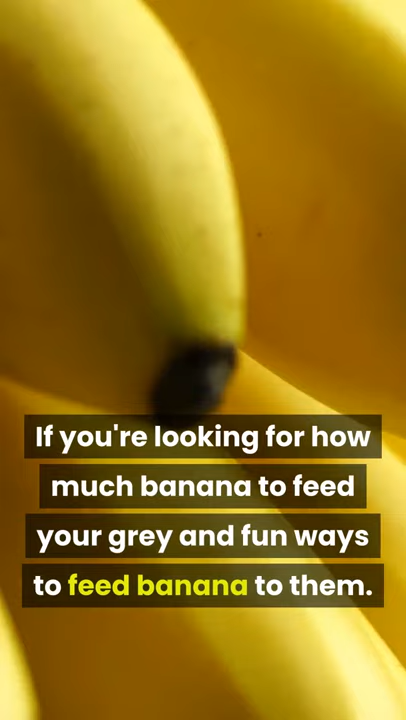 If you're looking for how
much banana to feed
your grey and fun ways
to feed banana to them.